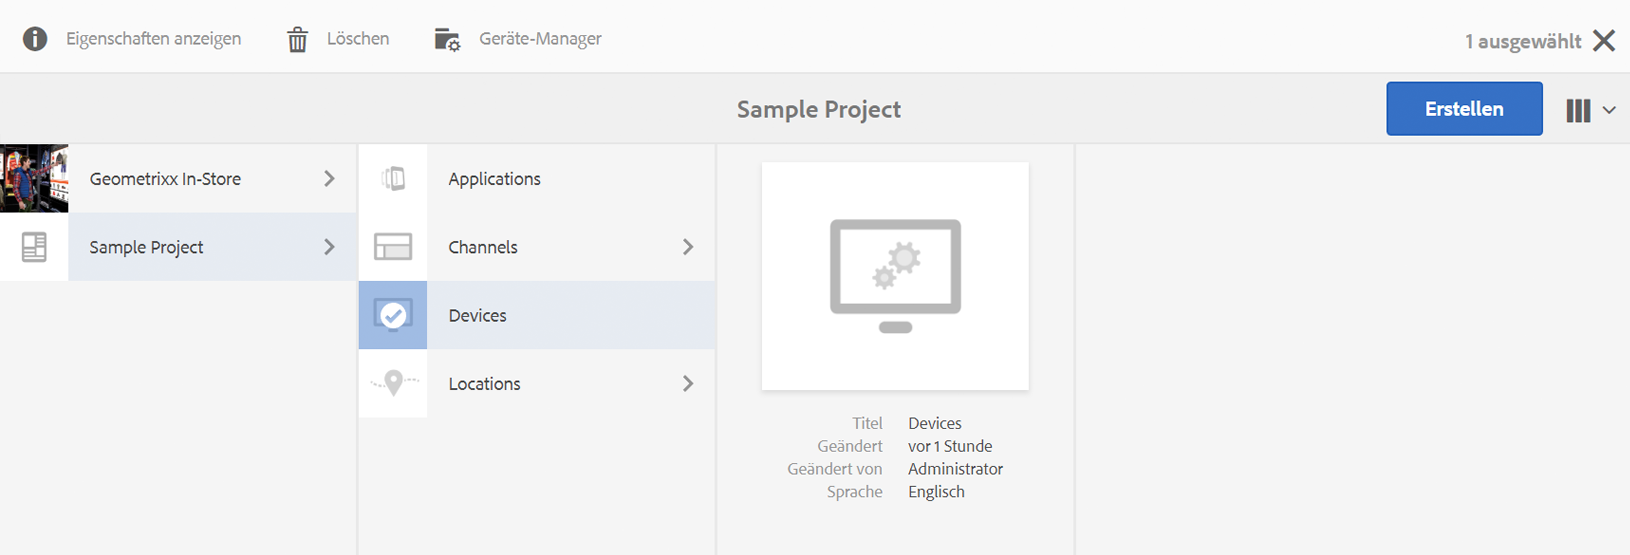 Eigenschaften anzeigen Löschen Geräte-Manager 1 ausgewählt
Sample Project Erstellen
Geometrixx In-Store
Sample Project
Applications
Channels
Devices
Locations
Titel Devices
Geändert vor 1 Stunde
Geändert von Administrator
Sprache Englisch